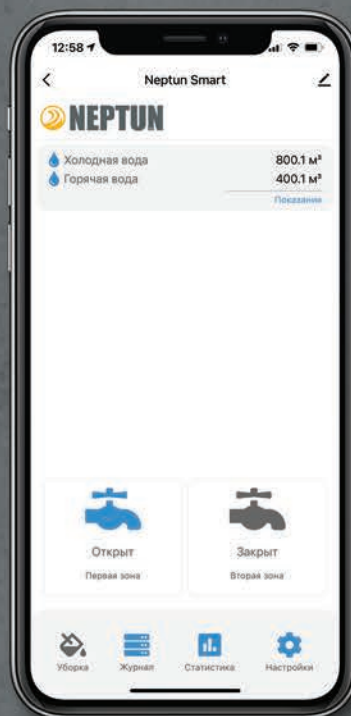 12:58
Neptun Smart
NEPTUN
Холодная вода 800.1 м³
Горячая вода 400.1 м³
Показания
Открыт Закрыт
Первая зона Вторая зона
Уборка Журнал Статистика Настройки